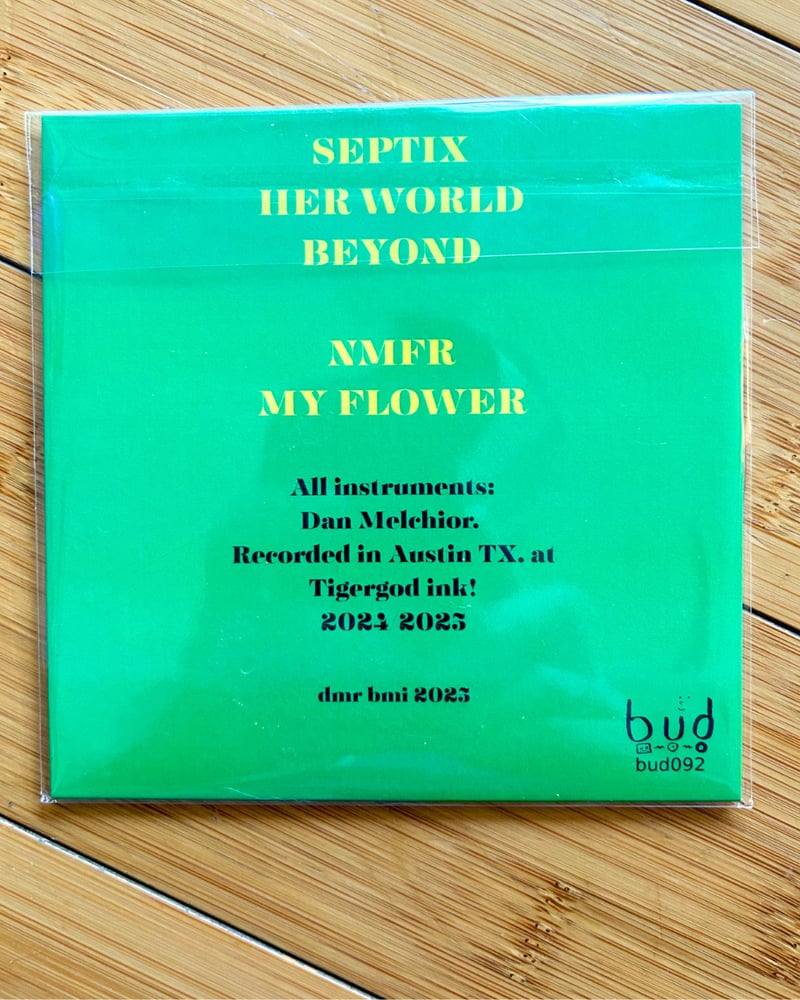 SEPTIX
HER WORLD
BEYOND
NMFR
MY FLOWER
All instruments:
Dan Melchior.
Recorded in Austin TX. at
Tigergod ink!
2024 2025
dmr bmi 2025
bud
bud092